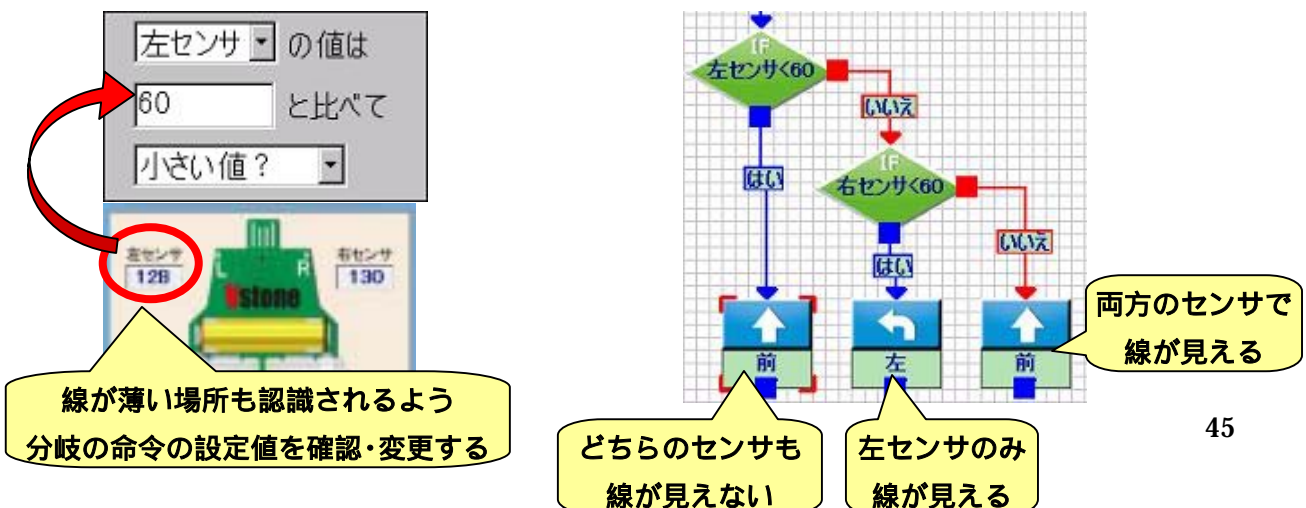 左センサ の値は
60 と比べて
小さい値？
左センサ
128
右センサ
130
L R
Vstone
線が薄い場所も認識されるよう
分岐の命令の設定値を確認・変更する
IF
左センサ<60
いいえ
はい
IF
右センサ<60
いいえ
はい
前
左
前
両方のセンサで
線が見える
どちらのセンサも
線が見えない
左センサのみ
線が見える
45